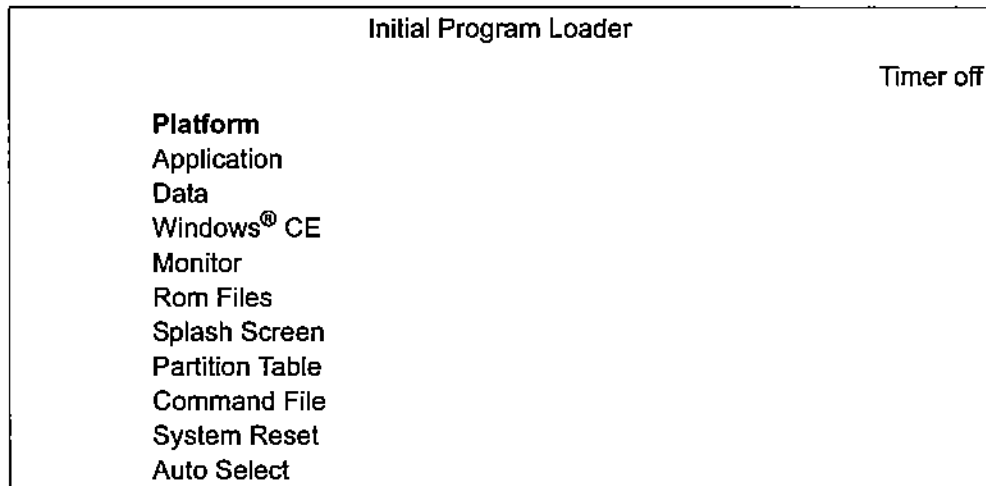 Initial Program Loader
Timer off
Platform
Application
Data
Windows® CE
Monitor
Rom Files
Splash Screen
Partition Table
Command File
System Reset
Auto Select